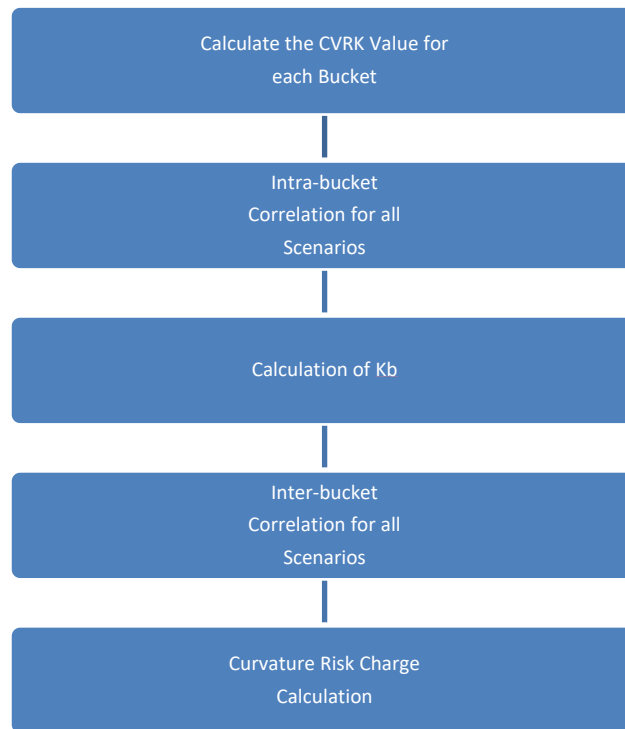 Calculate the CVRK Value for
each Bucket
Intra-bucket
Correlation for all
Scenarios
Calculation of Kb
Inter-bucket
Correlation for all
Scenarios
Curvature Risk Charge
Calculation